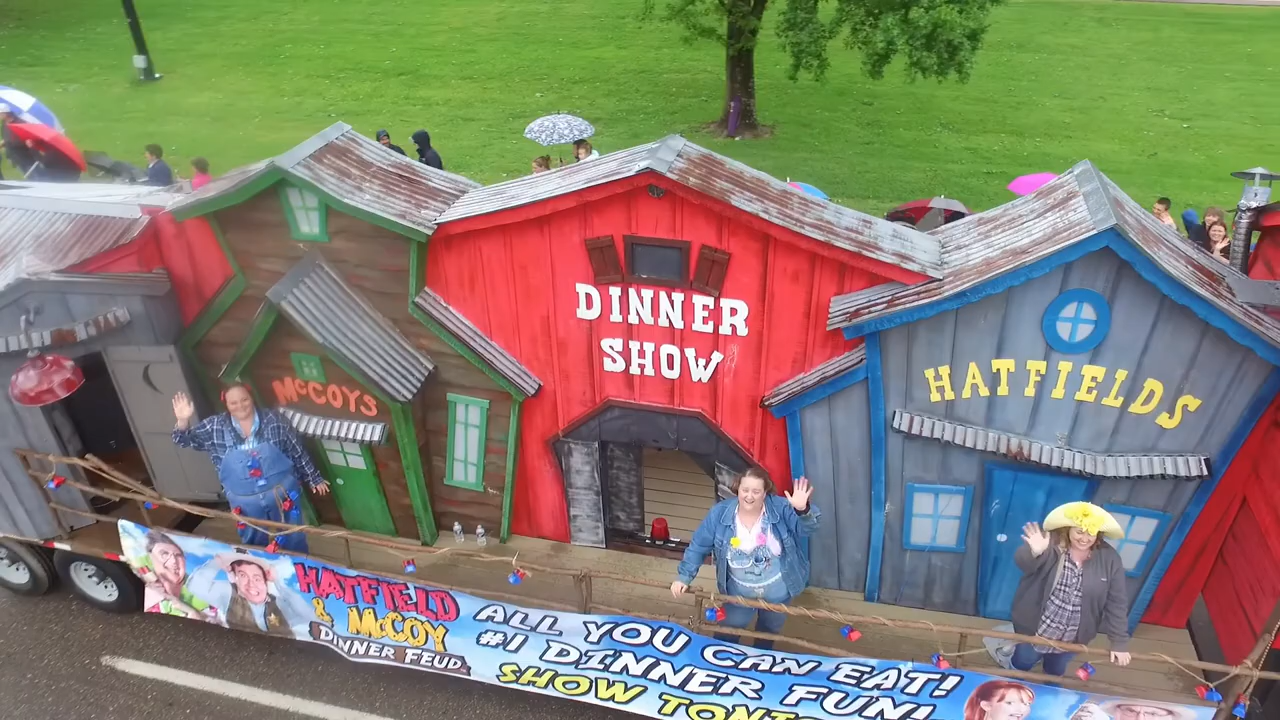 DINNER
SHOW
McCOYS
HATFIELDS
HATFIELD
& McCOY
DINNER FEUD
ALL YOU CAN EAT!
#1 DINNER FUN!
SHOW